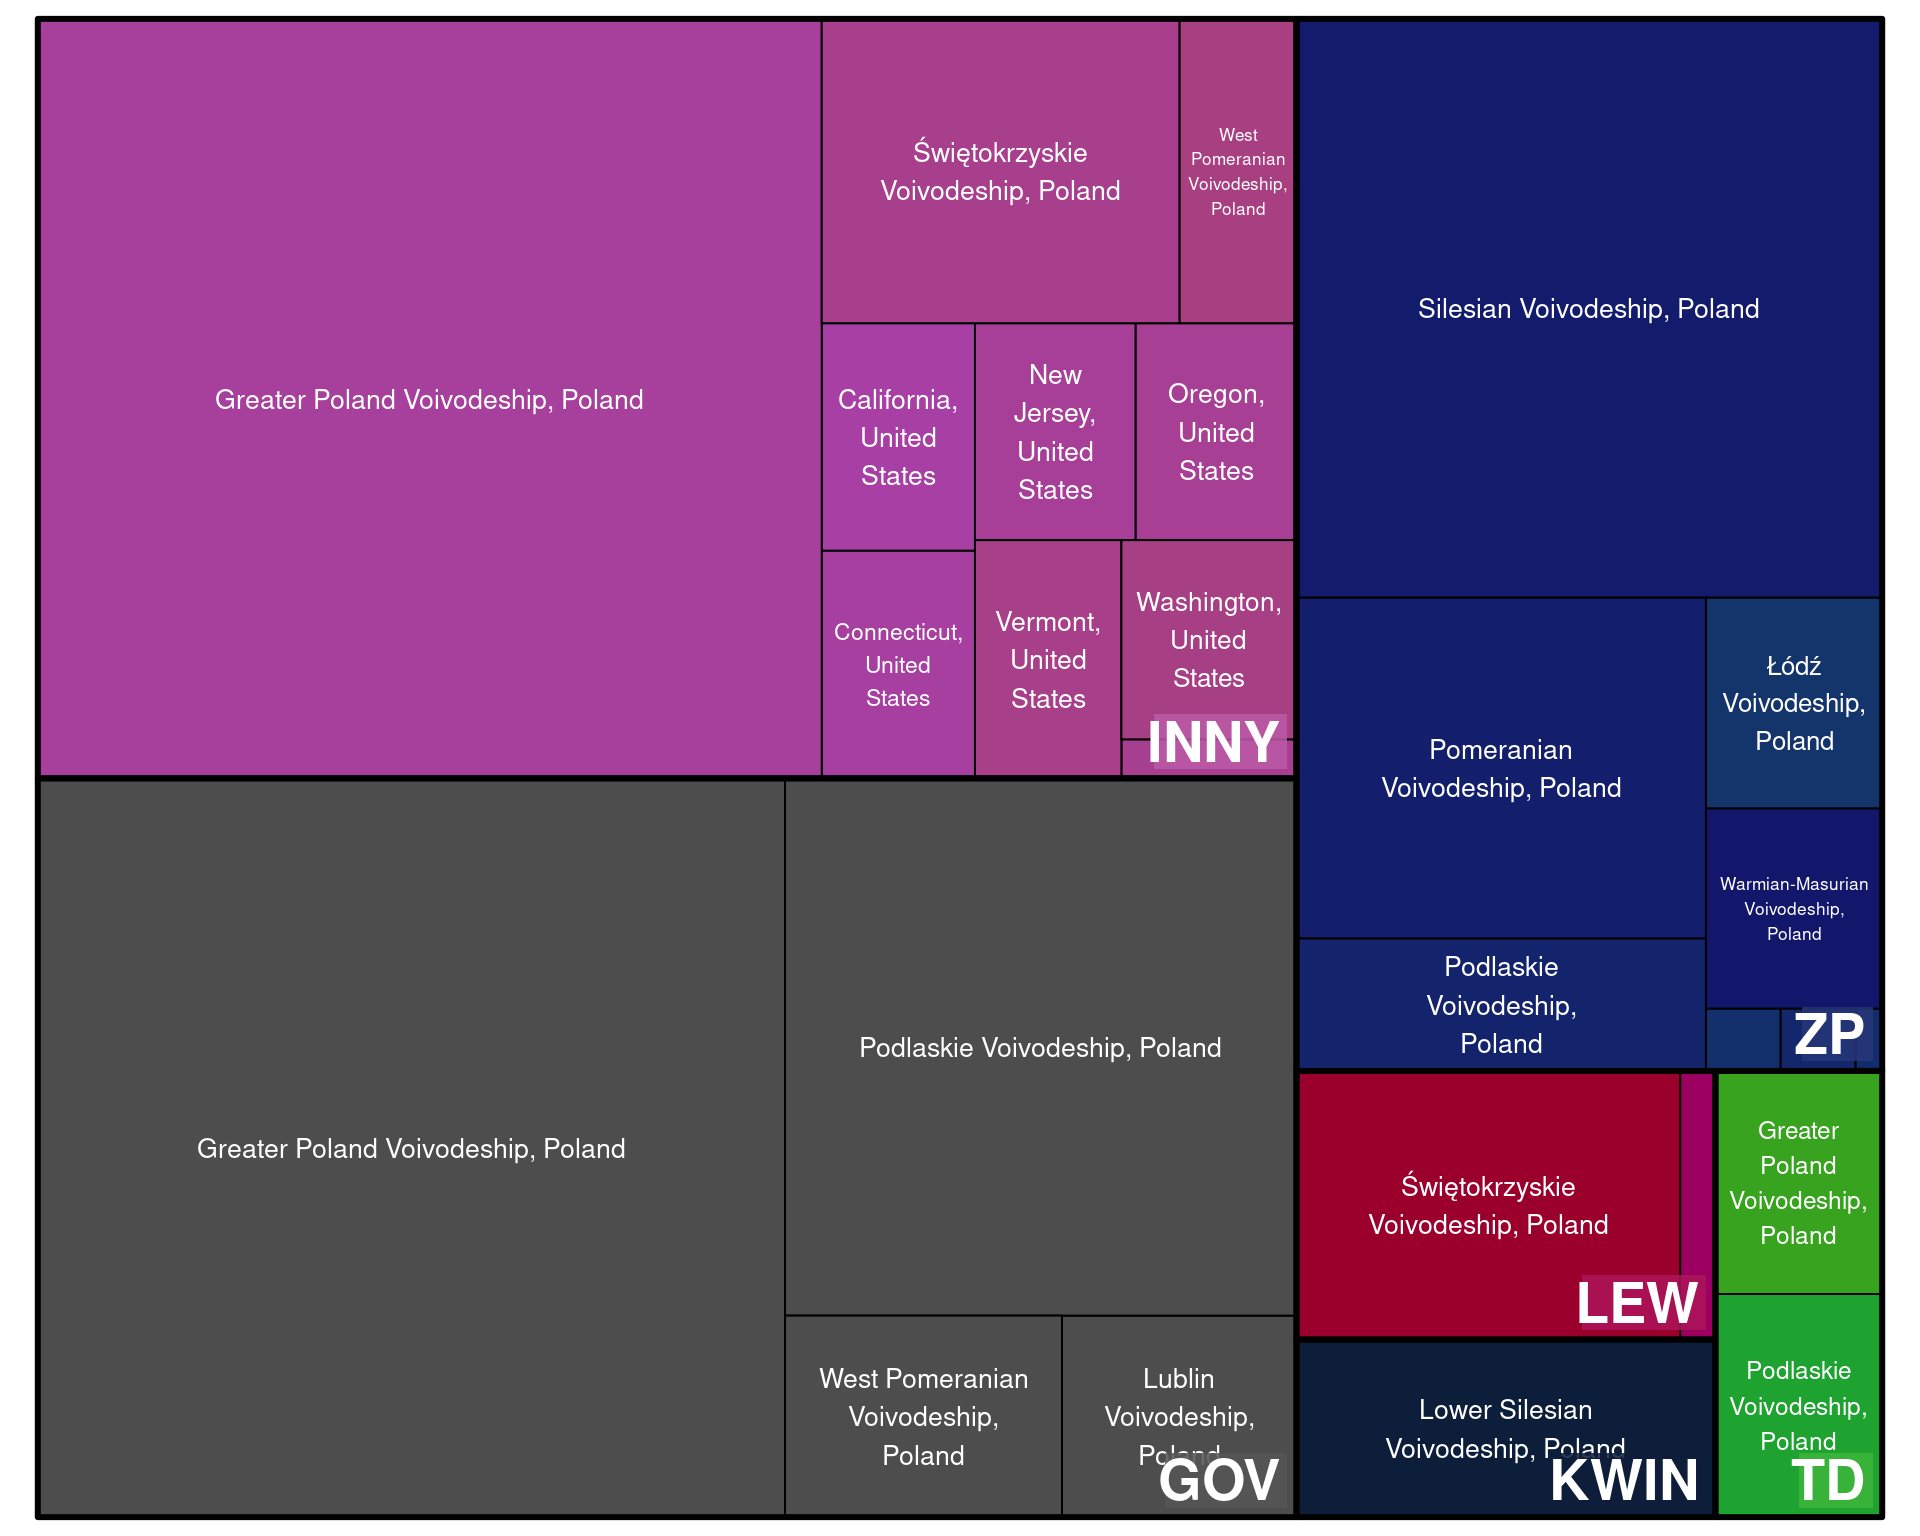 Greater Poland Voivodeship, Poland
Świętokrzyskie
Voivodeship, Poland
West
Pomeranian
Voivodeship,
Poland
California,
United
States
New
Jersey,
United
States
Oregon,
United
States
Connecticut,
United
States
Vermont,
United
States
Washington,
United
States
INNY
Greater Poland Voivodeship, Poland
Podlaskie Voivodeship, Poland
West Pomeranian
Voivodeship,
Poland
Lublin
Voivodeship,
Poland
GOV
Silesian Voivodeship, Poland
Pomeranian
Voivodeship, Poland
Łódź
Voivodeship,
Poland
Warmian-Masurian
Voivodeship,
Poland
Podlaskie
Voivodeship,
Poland
ZP
Świętokrzyskie
Voivodeship, Poland
LEW
Lower Silesian
Voivodeship, Poland
KWIN
Greater
Poland
Voivodeship,
Poland
Podlaskie
Voivodeship,
Poland
TD